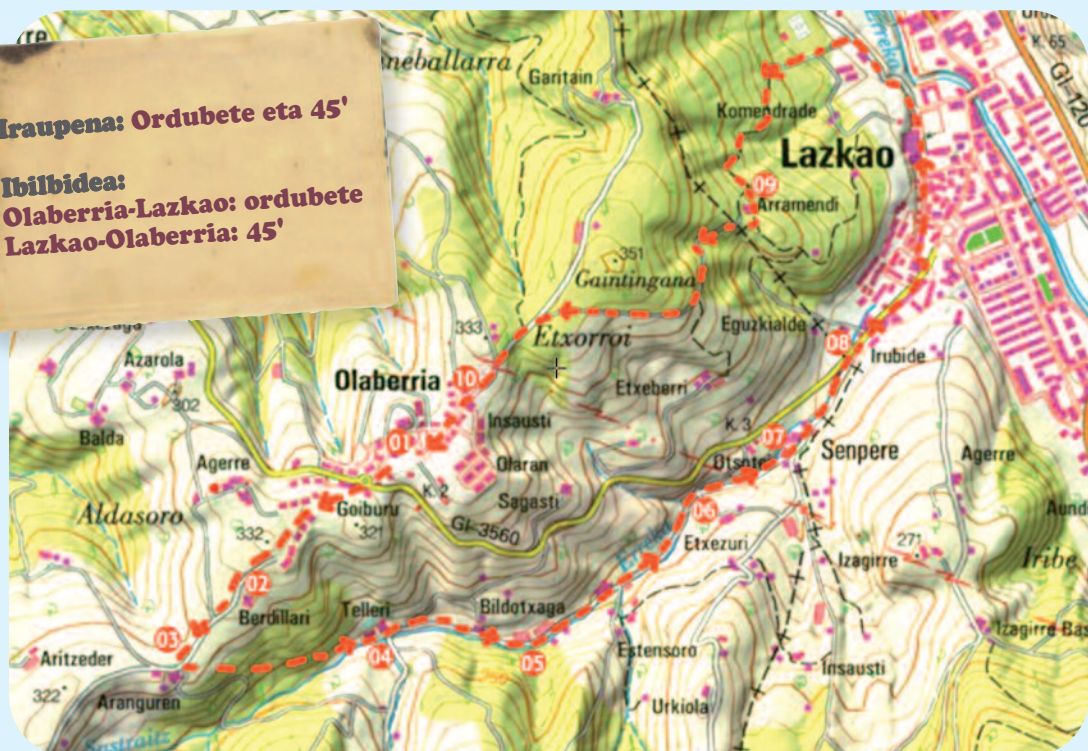 Iraupena: Ordubete eta 45'
Ibilbidea:
Olaberria-Lazkao: ordubete
Lazkao-Olaberria: 45'
Garitain
Komendrade
Lazkao
09
Arramendi
351
Gaintingana
Erreka
K. 65
333
Etxorroi
Eguzkialde
08
Irubide
Azarola
302
Olaberria
10
Etxeberri
Balda
01
Insausti
K. 3
07
Otsote
Senpere
Agerre
Agerre
Olaran
K. 2
Sagasti
Aldasoro
Goiburu
321
332
GI-3560
06
Etxezuri
Erreka
271
Izagirre
Iribe
02
Berdillari
Telleri
Bildotxaga
03
04
05
Aritzeder
Estensoro
Insausti
322
Aranguren
Urkiola